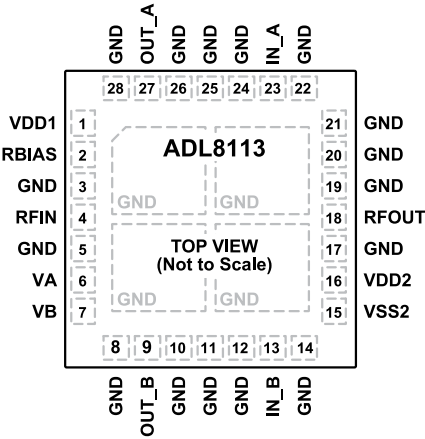 GND OUT_A GND GND GND IN_A GND
28 27 26 25 24 23 22
VDD1 1 21 GND
ADL8113
RBIAS 2 20 GND
GND 3 19 GND
GND GND
RFIN 4 18 RFOUT
GND 5 TOP VIEW 17 GND
(Not to Scale)
VA 6 16 VDD2
GND GND
VB 7 15 VSS2
8 9 10 11 12 13 14
GND OUT_B GND GND GND IN_B GND